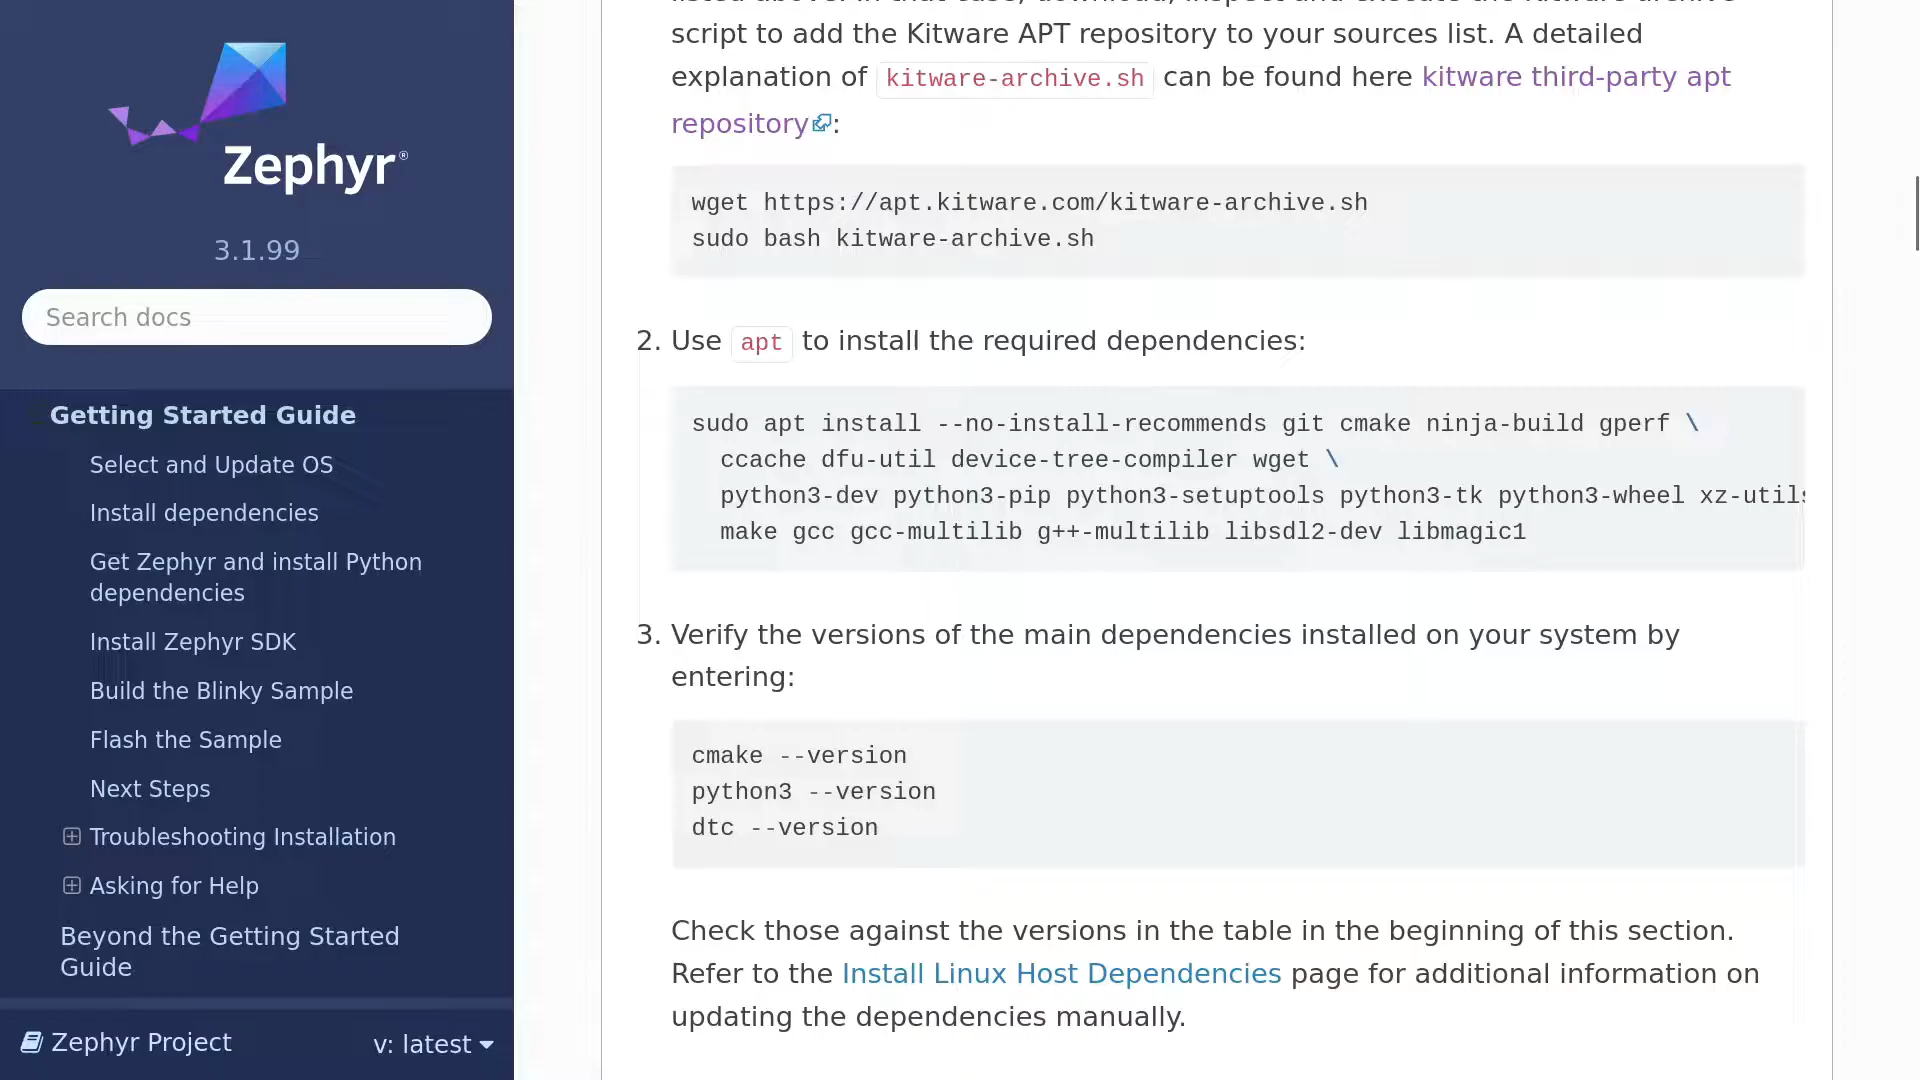 Zephyr®
3.1.99
Search docs
Getting Started Guide
Select and Update OS
Install dependencies
Get Zephyr and install Python
dependencies
Install Zephyr SDK
Build the Blinky Sample
Flash the Sample
Next Steps
Troubleshooting Installation
Asking for Help
Beyond the Getting Started
Guide
Zephyr Project
v: latest
script to add the Kitware APT repository to your sources list. A detailed
explanation of kitware-archive.sh can be found here kitware third-party apt
repository:
wget https://apt.kitware.com/kitware-archive.sh
sudo bash kitware-archive.sh
2. Use apt to install the required dependencies:
sudo apt install --no-install-recommends git cmake ninja-build gperf \
ccache dfu-util device-tree-compiler wget \
python3-dev python3-pip python3-setuptools python3-tk python3-wheel xz-utils
make gcc gcc-multilib g++-multilib libsdl2-dev libmagic1
3. Verify the versions of the main dependencies installed on your system by
entering:
cmake --version
python3 --version
dtc --version
Check those against the versions in the table in the beginning of this section.
Refer to the Install Linux Host Dependencies page for additional information on
updating the dependencies manually.